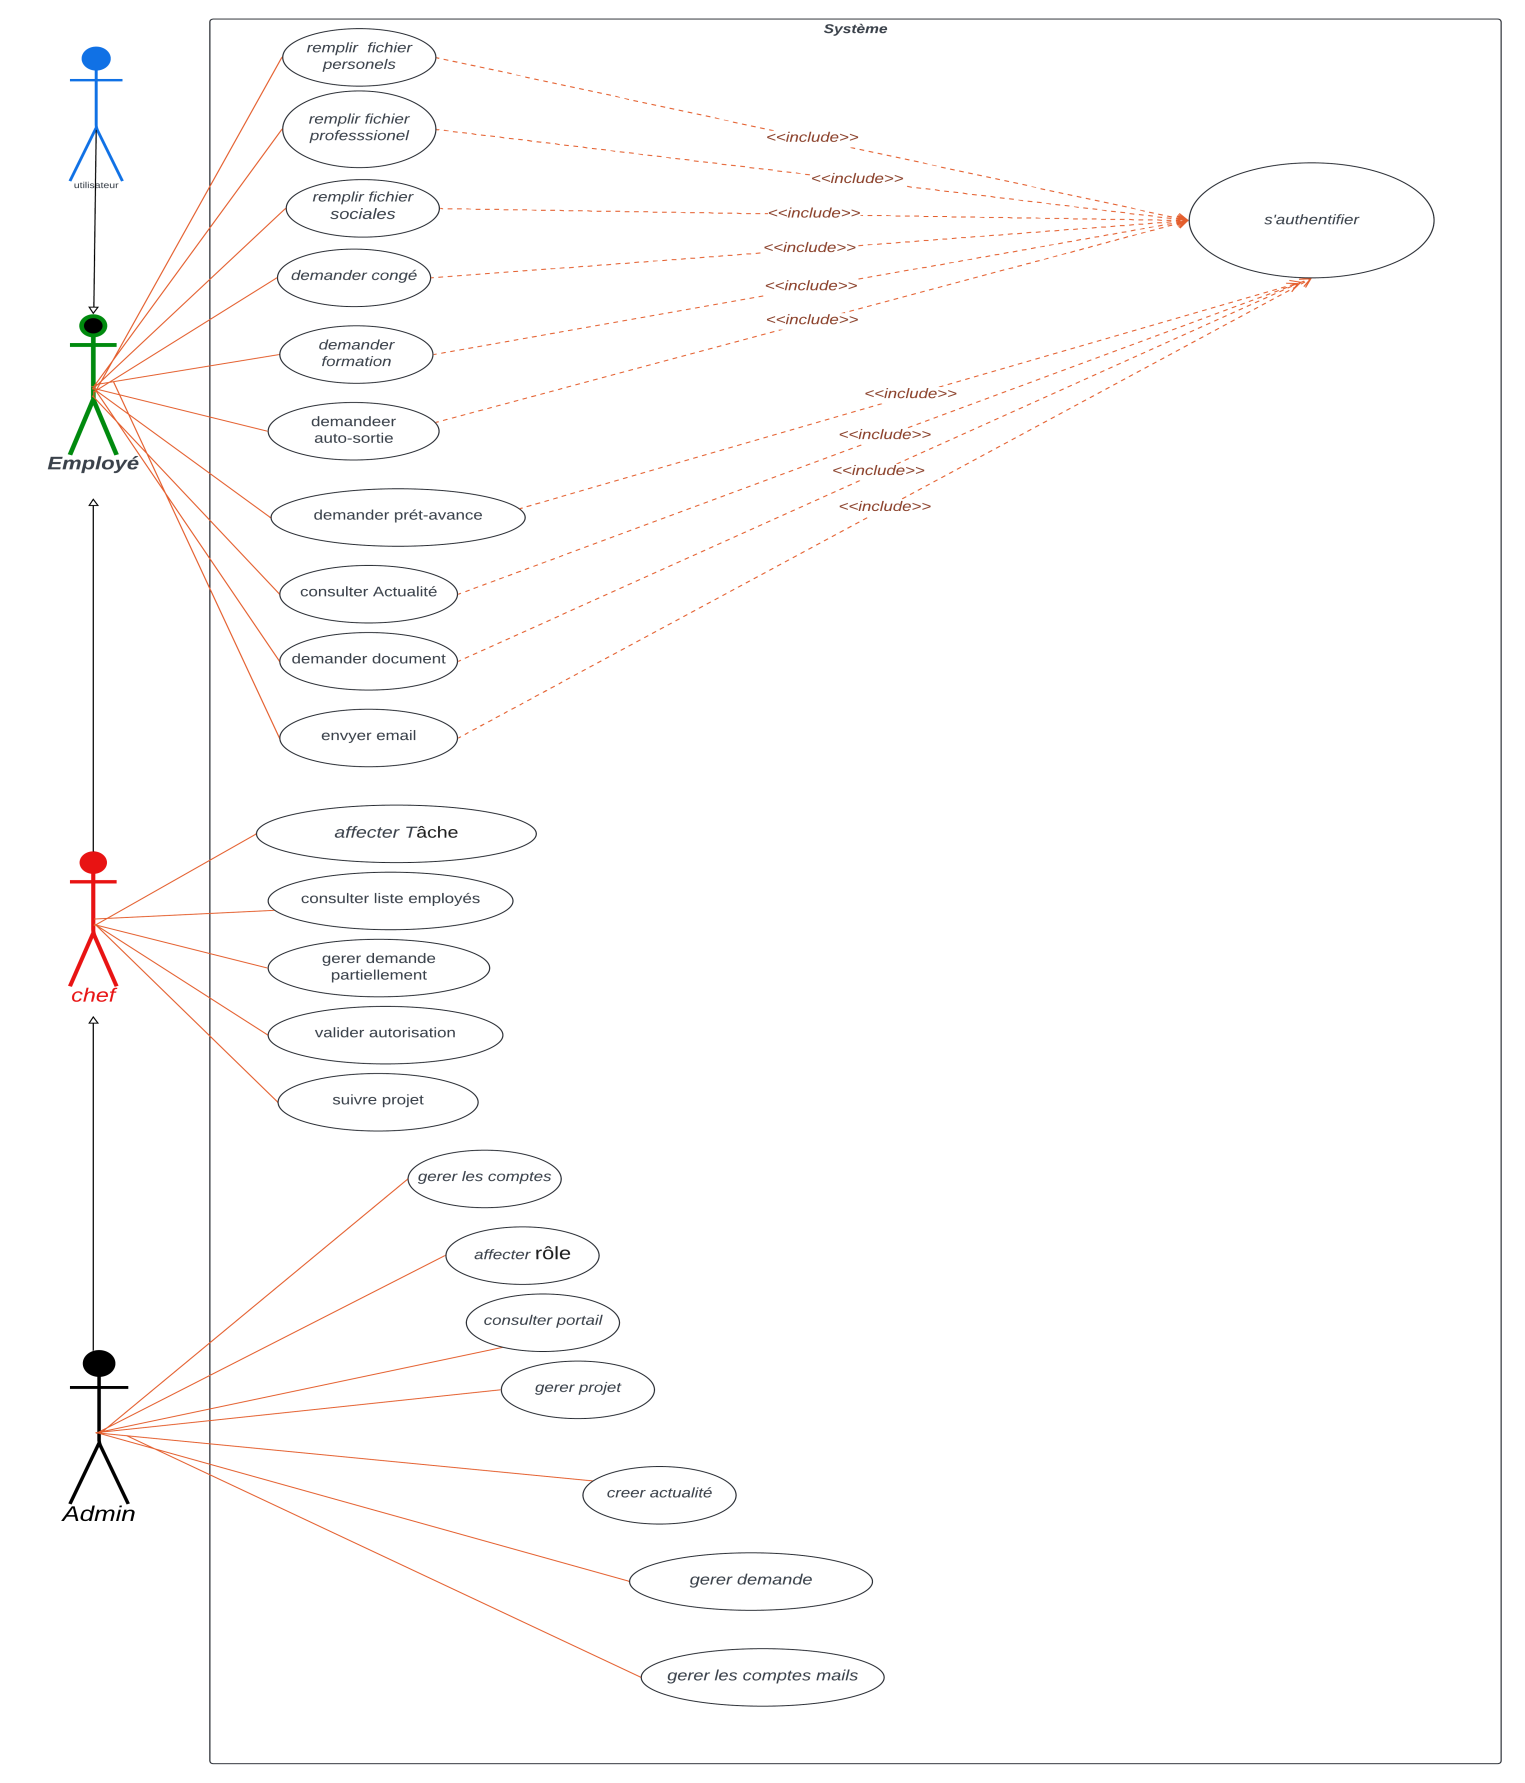 Système
remplir fichier
personels
utilisateur
remplir fichier
professsionel
<<include>>
<<include>>
remplir fichier
sociales
<<include>>
s'authentifier
demander congé
<<include>>
<<include>>
<<include>>
demander
formation
<<include>>
demandeer
auto-sortie
<<include>>
Employé
<<include>>
<<include>>
demander prét-avance
consulter Actualité
demander document
envyer email
affecter Tâche
consulter liste employés
gerer demande
partiellement
chef
valider autorisation
suivre projet
gerer les comptes
affecter rôle
consulter portail
gerer projet
creer actualité
Admin
gerer demande
gerer les comptes mails